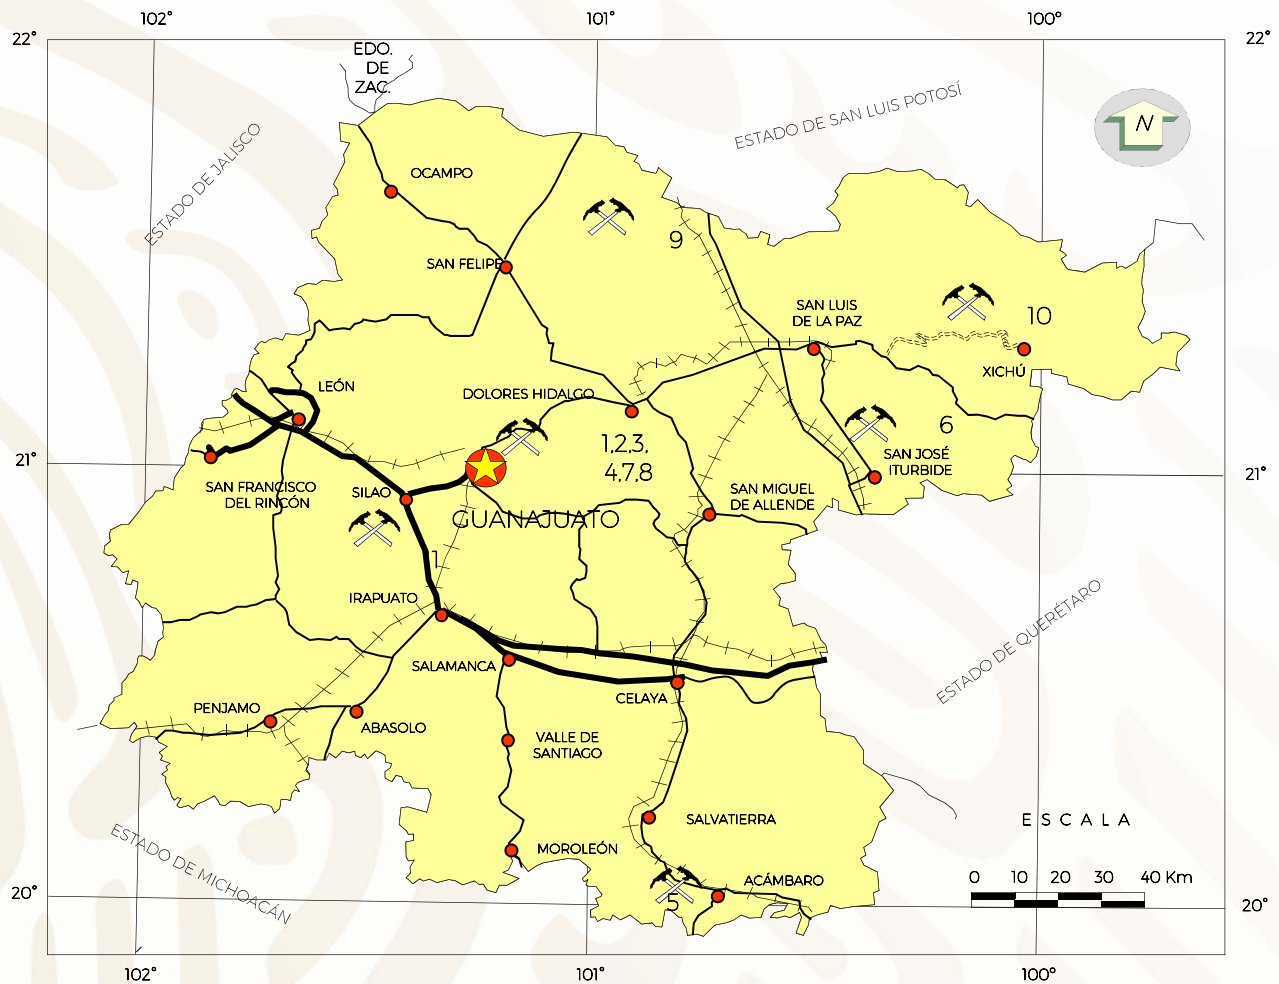 102°
101°
100°
22°
22°
EDO.
DE
ZAC.
ESTADO DE SAN LUIS POTOSÍ
N
ESTADO DE JALISCO
OCAMPO
9
SAN FELIPE
SAN LUIS
DE LA PAZ
10
XICHÚ
LEÓN
DOLORES HIDALGO
1,2,3,
4,7,8
6
SAN JOSÉ
ITURBIDE
21°
21°
SAN FRANCISCO
DEL RINCÓN
SILAO
SAN MIGUEL
DE ALLENDE
GUANAJUATO
1
IRAPUATO
ESTADO DE QUERÉTARO
SALAMANCA
CELAYA
PENJAMO
ABASOLO
VALLE DE
SANTIAGO
SALVATIERRA
ESCALA
MOROLEÓN
ESTADO DE MICHOACÁN
ACÁMBARO
5
0 10 20 30 40 Km
20°
20°
102°
101°
100°